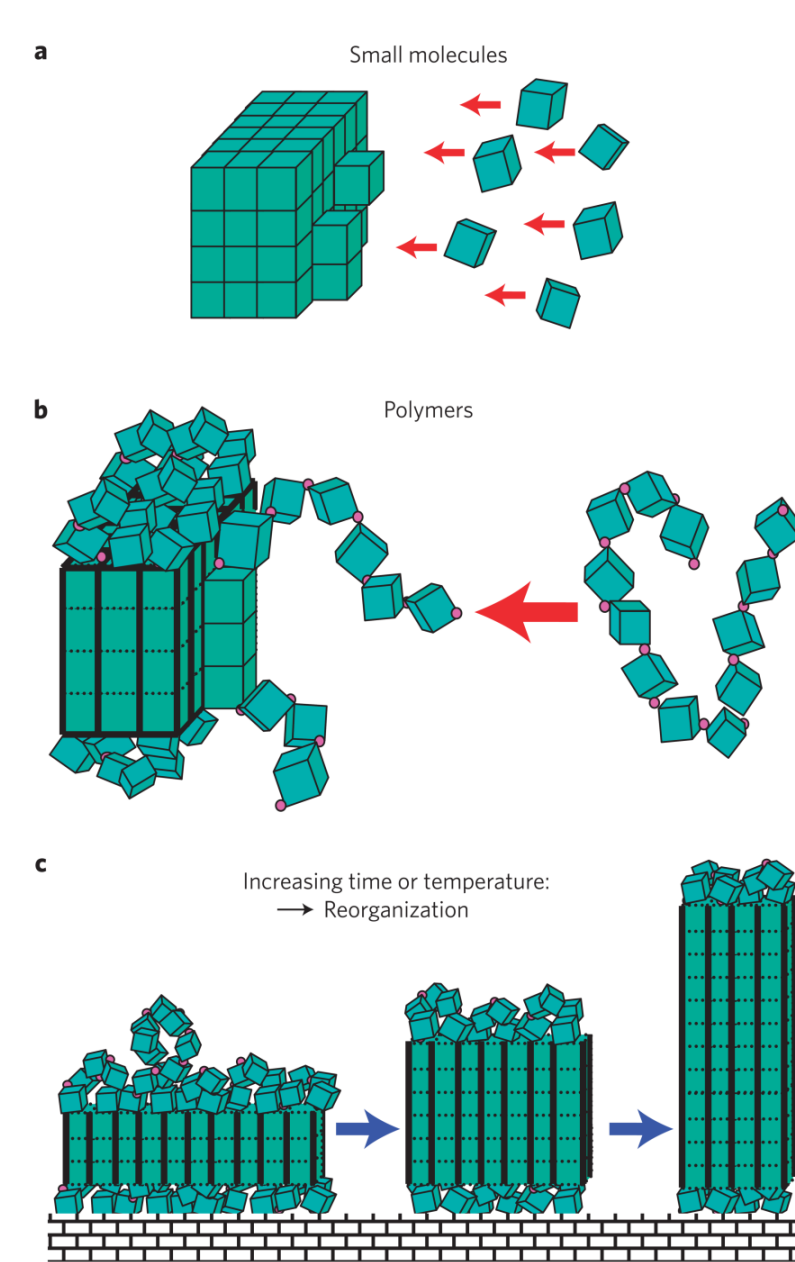 a
Small molecules
b
Polymers
c
Increasing time or temperature:
→ Reorganization